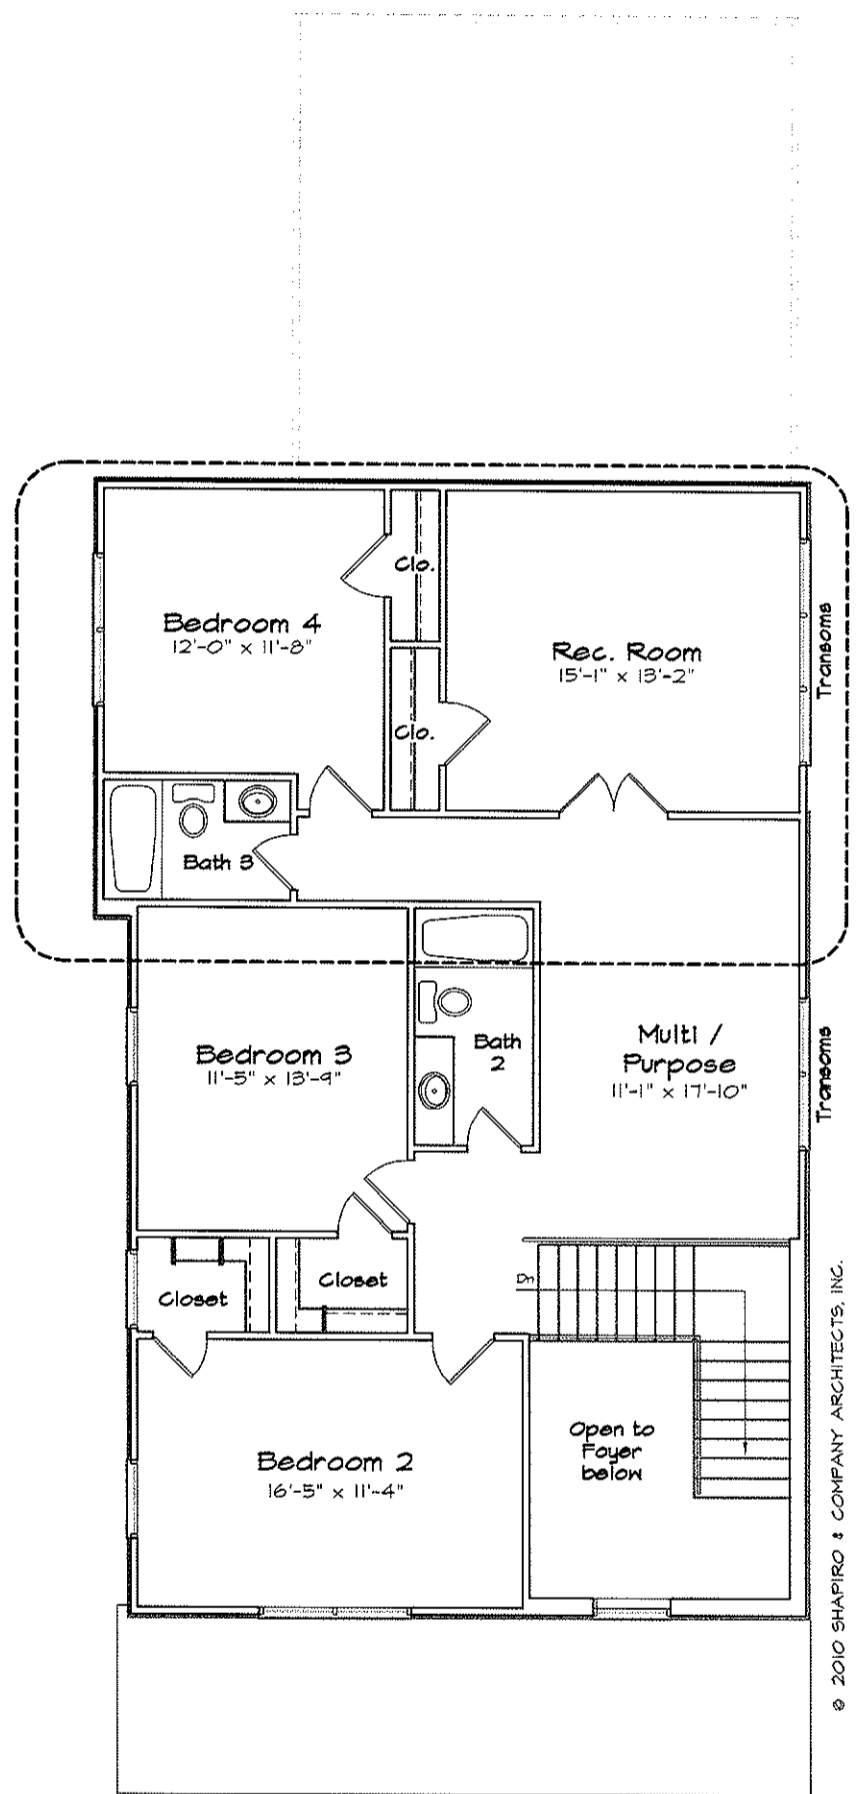 Clo.
Bedroom 4
12'-0" x 11'-8"
Rec. Room
15'-1" x 13'-2"
Transoms
Clo.
Bath 3
Bedroom 3
11'-5" x 13'-9"
Bath
2
Multi /
Purpose
11'-1" x 17'-10"
Transoms
Closet
Closet
Dn
Bedroom 2
16'-5" x 11'-4"
Open to
Foyer
below
© 2010 SHAPIRO & COMPANY ARCHITECTS, INC.